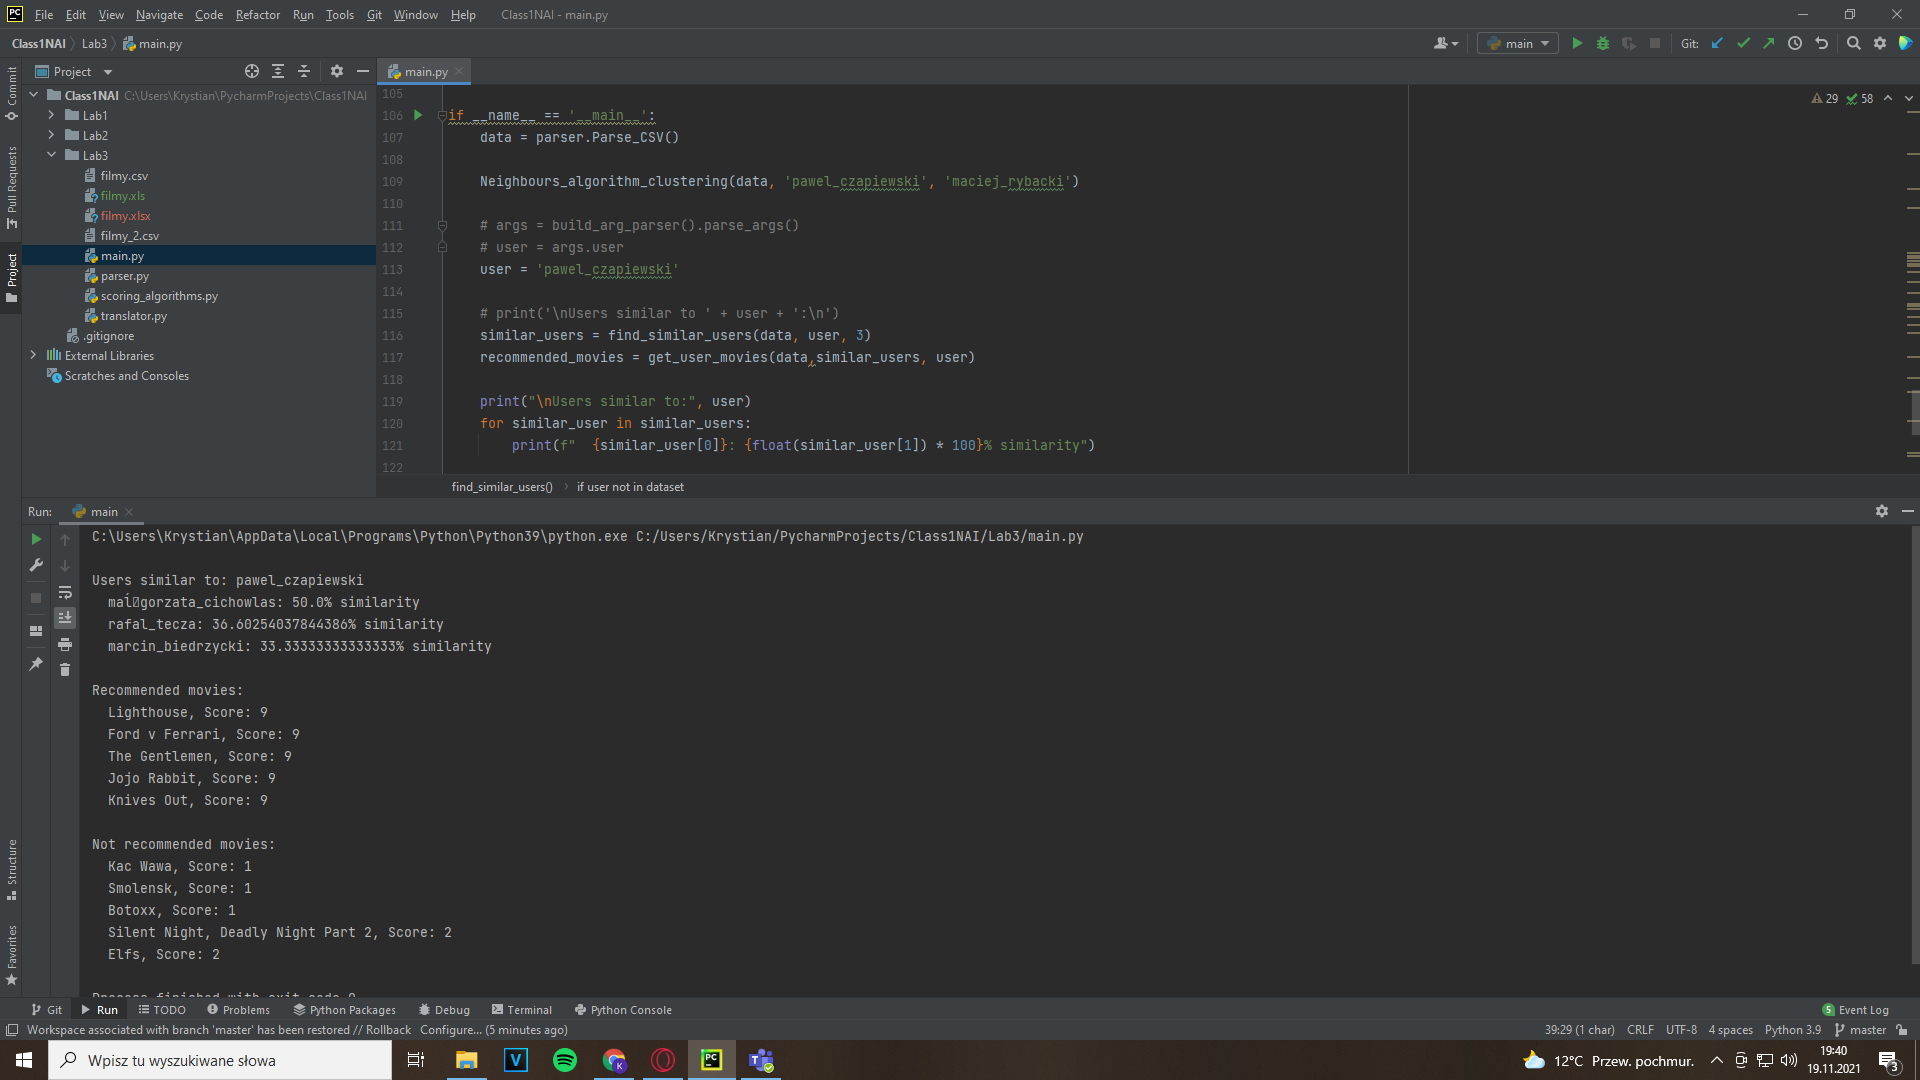 PC File Edit View Navigate Code Refactor Run Tools Git Window Help Class1NAI - main.py
Class1NAI Lab3 main.py main Git:
Project main.py
Commit
Pull Requests
Project
Structure
Favorites
Class1NAI C:\Users\Krystian\PycharmProjects\Class1NAI
Lab1
Lab2
Lab3
filmy.csv
filmy.xls
filmy.xlsx
filmy_2.csv
main.py
parser.py
scoring_algorithms.py
translator.py
.gitignore
External Libraries
Scratches and Consoles
29 58
105
106 if __name__ == '__main__':
107 data = parser.Parse_CSV()
108
109 Neighbours_algorithm_clustering(data, 'pawel_czapiewski', 'maciej_rybacki')
110
111 # args = build_arg_parser().parse_args()
112 # user = args.user
113 user = 'pawel_czapiewski'
114
115 # print('\nUsers similar to ' + user + ':\n')
116 similar_users = find_similar_users(data, user, 3)
117 recommended_movies = get_user_movies(data,similar_users, user)
118
119 print("\nUsers similar to:", user)
120 for similar_user in similar_users:
121 print(f"  {similar_user[0]}: {float(similar_user[1]) * 100}% similarity")
122
find_similar_users() if user not in dataset
Run: main
C:\Users\Krystian\AppData\Local\Programs\Python\Python39\python.exe C:/Users/Krystian/PycharmProjects/Class1NAI/Lab3/main.py
Users similar to: pawel_czapiewski
gorzata_cichowlas: 50.0% similarity
rafal_tecza: 36.60254037844386% similarity
marcin_biedrzycki: 33.33333333333333% similarity
Recommended movies:
Lighthouse, Score: 9
Ford v Ferrari, Score: 9
The Gentlemen, Score: 9
Jojo Rabbit, Score: 9
Knives Out, Score: 9
Not recommended movies:
Kac Wawa, Score: 1
Smolensk, Score: 1
Botoxx, Score: 1
Silent Night, Deadly Night Part 2, Score: 2
Elfs, Score: 2
Process finished with exit code 0
Git Run TODO Problems Python Packages Debug Terminal Python Console 5 Event Log
Workspace associated with branch 'master' has been restored // Rollback Configure... (5 minutes ago) 39:29 (1 char) CRLF UTF-8 4 spaces Python 3.9 master
Wpisz tu wyszukiwane słowa V K PC T 12°C Przew. pochmur. 19:40
19.11.2021 3